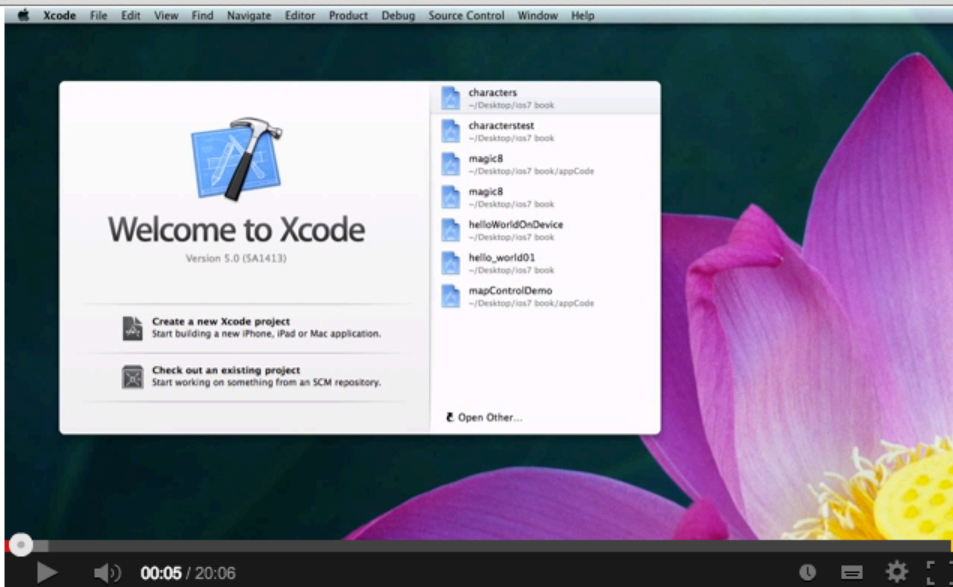 Xcode File Edit View Find Navigate Editor Product Debug Source Control Window Help
Welcome to Xcode
Version 5.0 (5A1413)
Create a new Xcode project
Start building a new iPhone, iPad or Mac application.
Check out an existing project
Start working on something from an SCM repository.
characters
~/Desktop/ios7 book
characterstest
~/Desktop/ios7 book
magic8
~/Desktop/ios7 book/appCode
magic8
~/Desktop/ios7 book
helloWorldOnDevice
~/Desktop/ios7 book
hello_world01
~/Desktop/ios7 book
mapControlDemo
~/Desktop/ios7 book/appCode
Open Other...
00:05 / 20:06